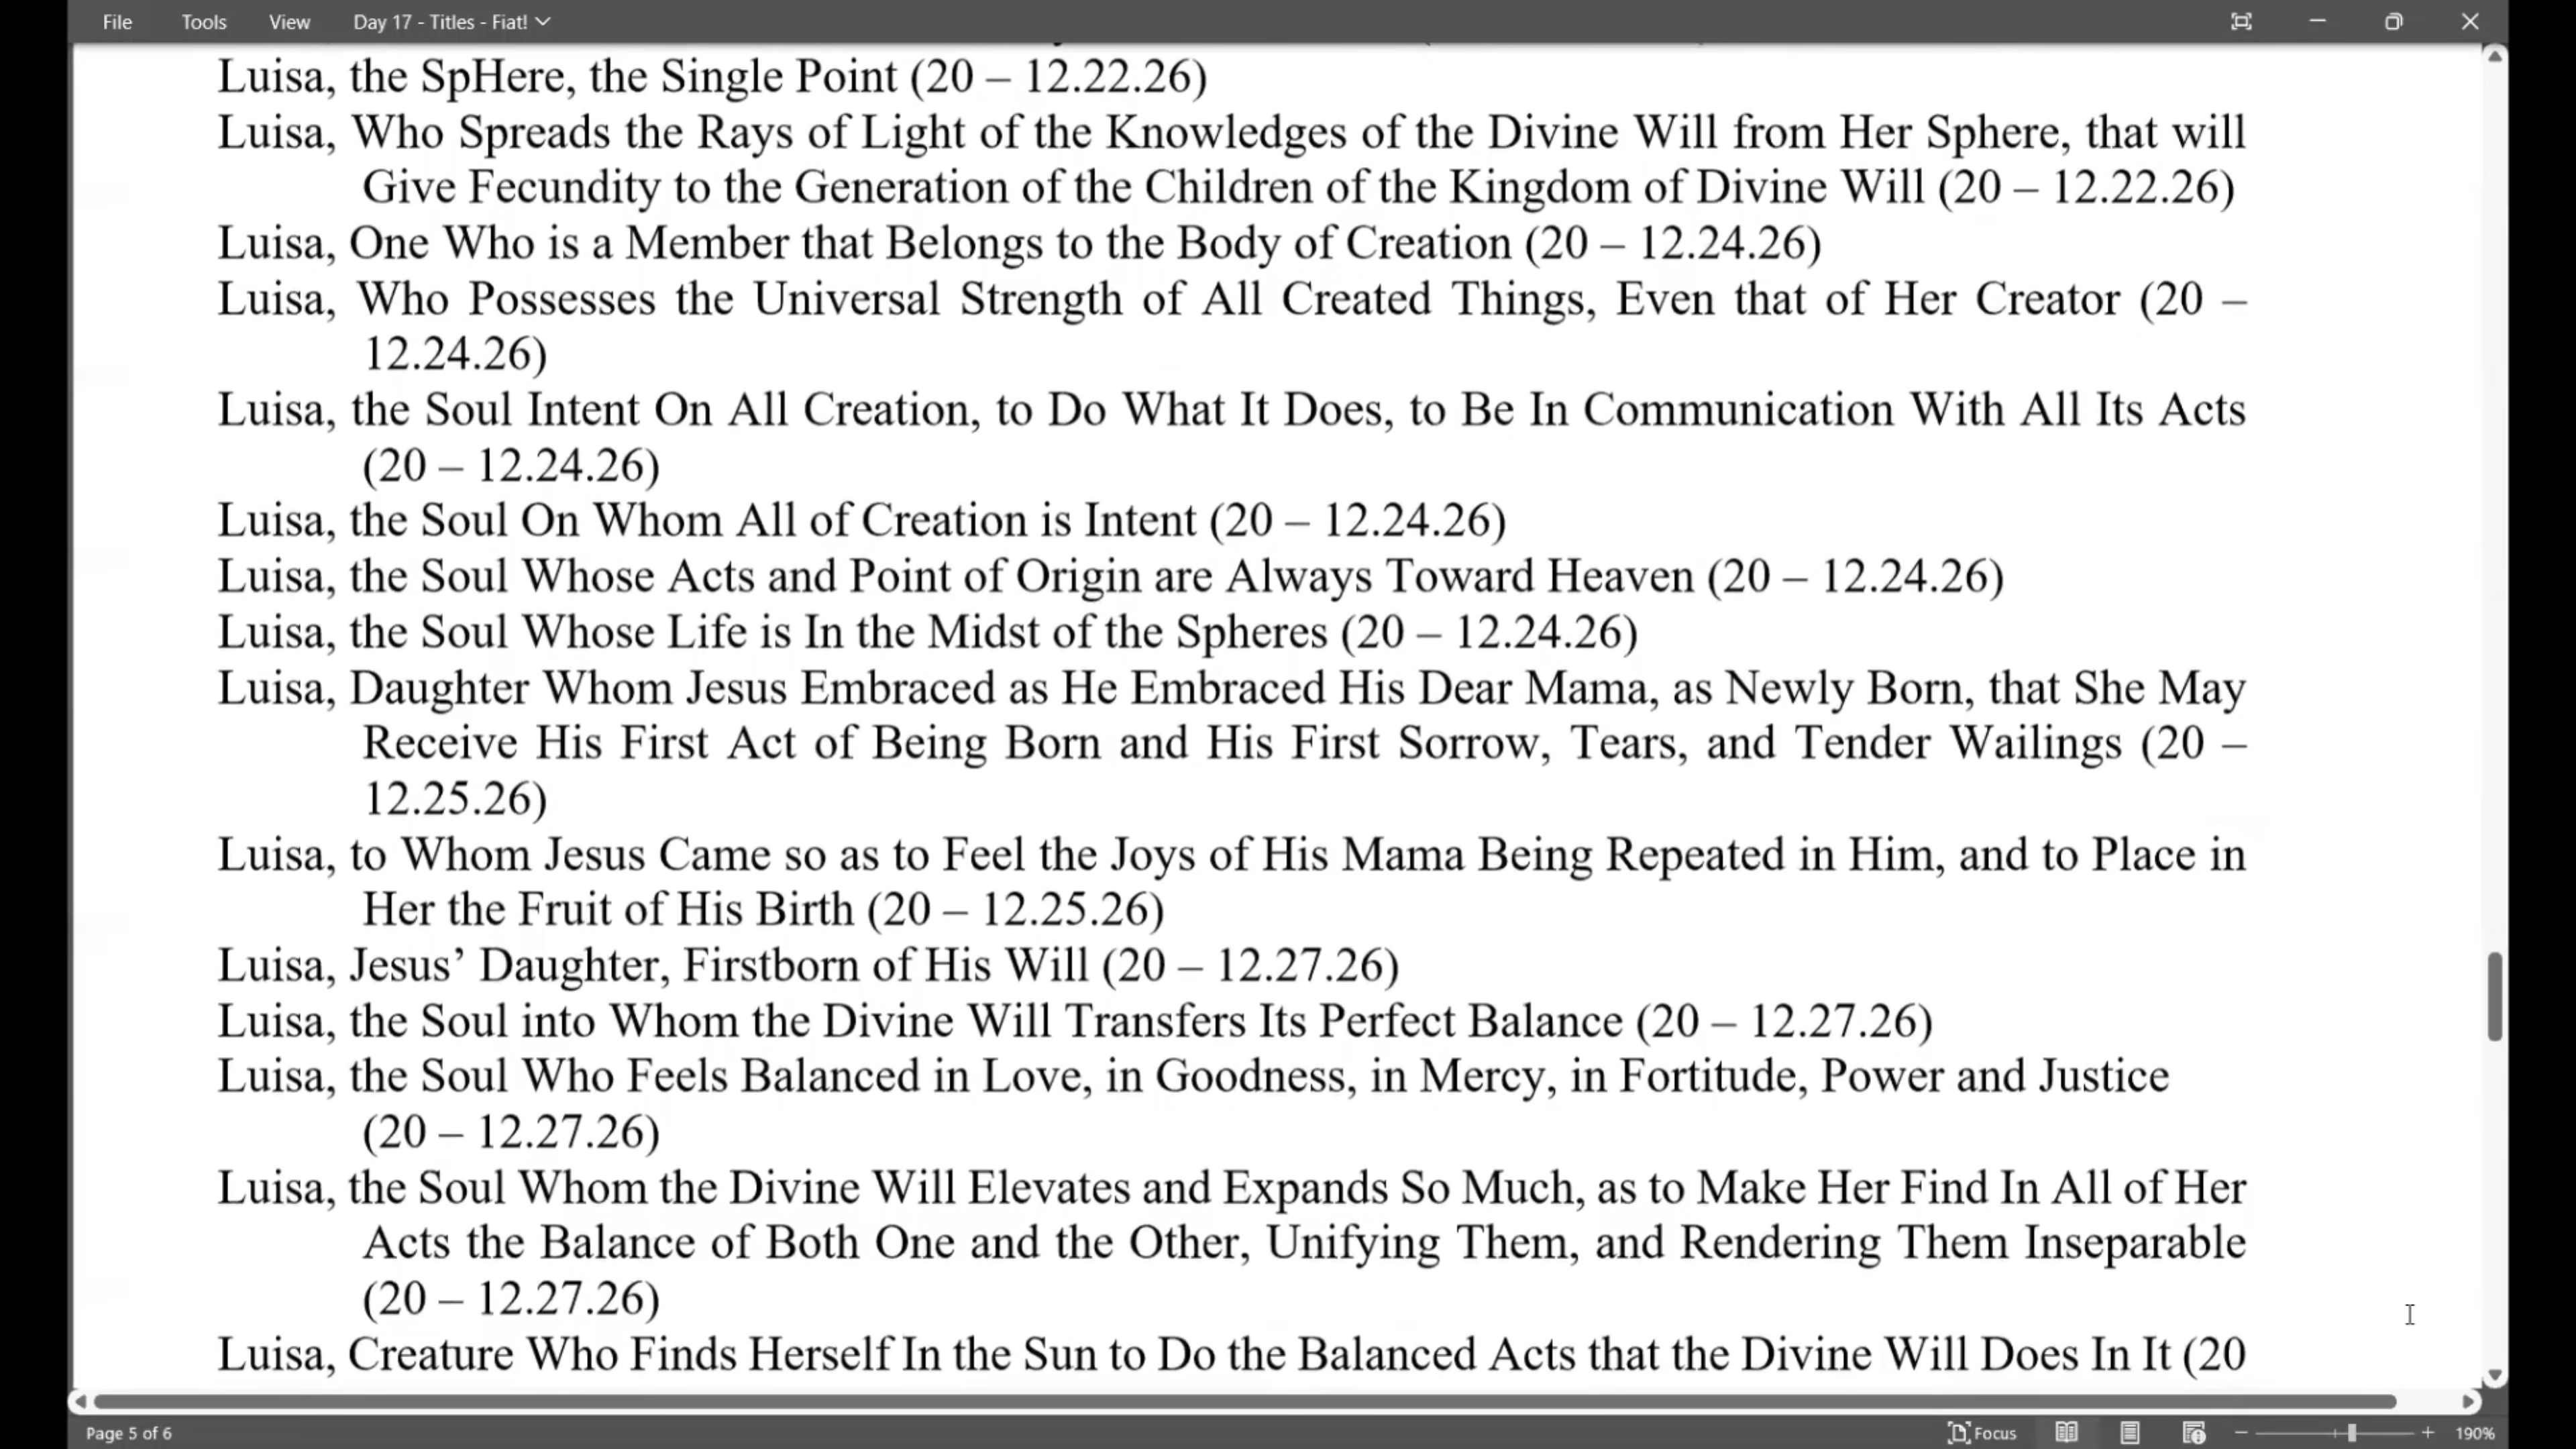 File Tools View Day 17 - Titles - Fiat!
Luisa, the SpHere, the Single Point (20 – 12.22.26)
Luisa, Who Spreads the Rays of Light of the Knowledges of the Divine Will from Her Sphere, that will
Give Fecundity to the Generation of the Children of the Kingdom of Divine Will (20 – 12.22.26)
Luisa, One Who is a Member that Belongs to the Body of Creation (20 – 12.24.26)
Luisa, Who Possesses the Universal Strength of All Created Things, Even that of Her Creator (20 –
12.24.26)
Luisa, the Soul Intent On All Creation, to Do What It Does, to Be In Communication With All Its Acts
(20 – 12.24.26)
Luisa, the Soul On Whom All of Creation is Intent (20 – 12.24.26)
Luisa, the Soul Whose Acts and Point of Origin are Always Toward Heaven (20 – 12.24.26)
Luisa, the Soul Whose Life is In the Midst of the Spheres (20 – 12.24.26)
Luisa, Daughter Whom Jesus Embraced as He Embraced His Dear Mama, as Newly Born, that She May
Receive His First Act of Being Born and His First Sorrow, Tears, and Tender Wailings (20 –
12.25.26)
Luisa, to Whom Jesus Came so as to Feel the Joys of His Mama Being Repeated in Him, and to Place in
Her the Fruit of His Birth (20 – 12.25.26)
Luisa, Jesus’ Daughter, Firstborn of His Will (20 – 12.27.26)
Luisa, the Soul into Whom the Divine Will Transfers Its Perfect Balance (20 – 12.27.26)
Luisa, the Soul Who Feels Balanced in Love, in Goodness, in Mercy, in Fortitude, Power and Justice
(20 – 12.27.26)
Luisa, the Soul Whom the Divine Will Elevates and Expands So Much, as to Make Her Find In All of Her
Acts the Balance of Both One and the Other, Unifying Them, and Rendering Them Inseparable
(20 – 12.27.26)
Luisa, Creature Who Finds Herself In the Sun to Do the Balanced Acts that the Divine Will Does In It (20
Page 5 of 6 Focus 190%